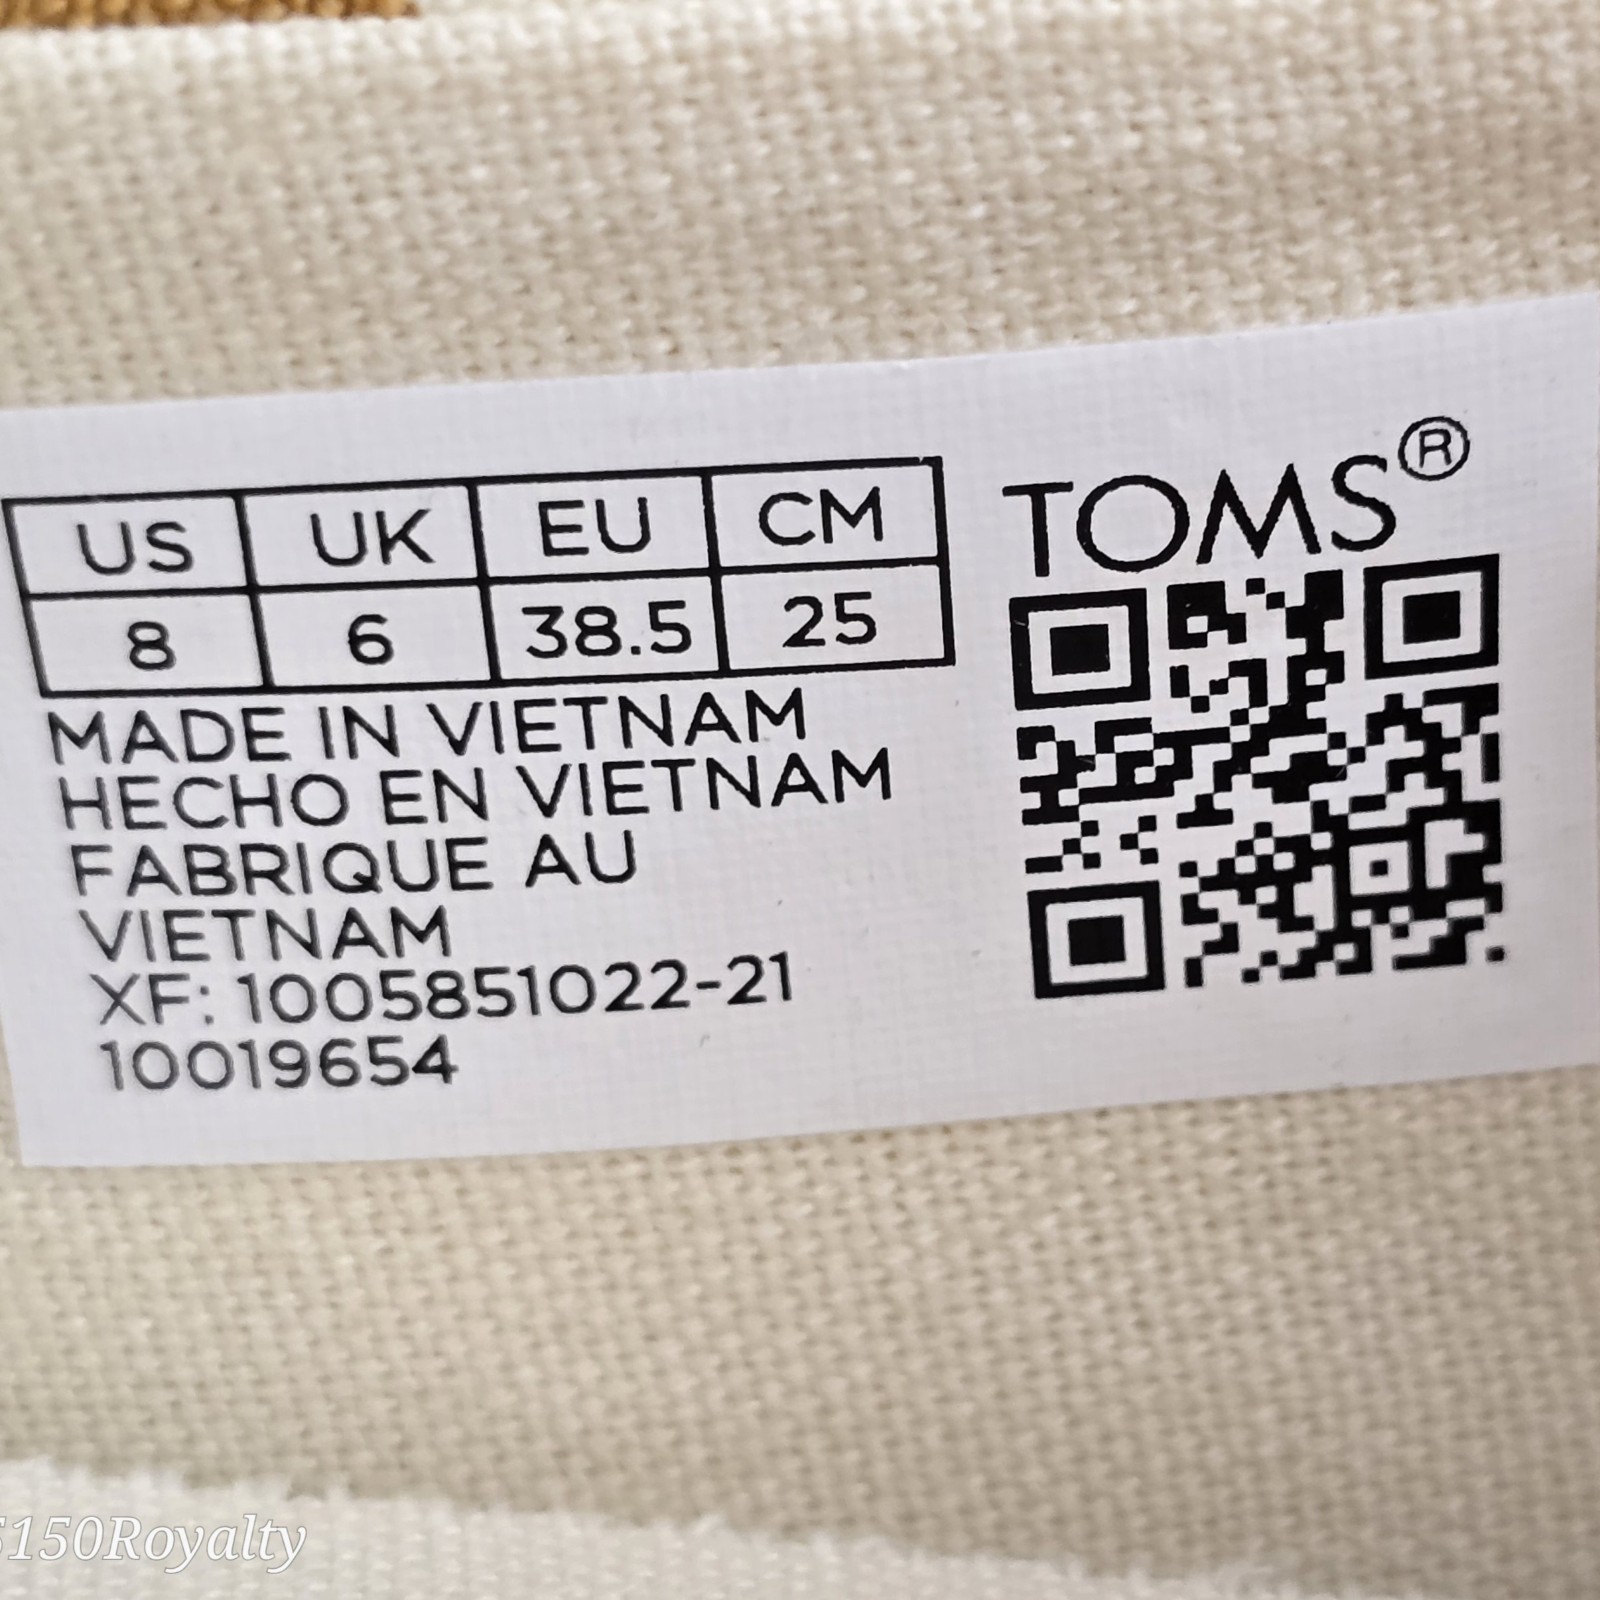 US UK EU CM
8 6 38.5 25
MADE IN VIETNAM
HECHO EN VIETNAM
FABRIQUE AU
VIETNAM
XF: 1005851022-21
10019654
TOMS®
5150Royalty